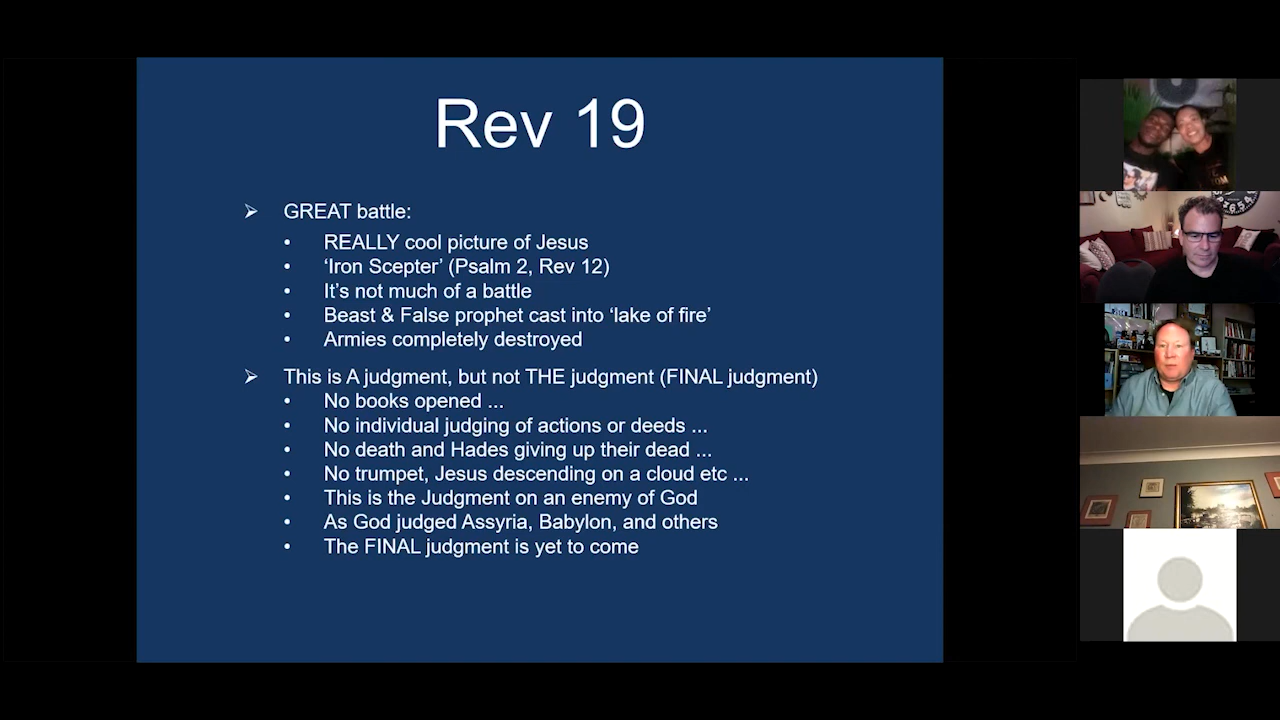 Rev 19
➢ GREAT battle:
• REALLY cool picture of Jesus
• ‘Iron Scepter’ (Psalm 2, Rev 12)
• It’s not much of a battle
• Beast & False prophet cast into ‘lake of fire’
• Armies completely destroyed
➢ This is A judgment, but not THE judgment (FINAL judgment)
• No books opened ...
• No individual judging of actions or deeds ...
• No death and Hades giving up their dead ...
• No trumpet, Jesus descending on a cloud etc ...
• This is the Judgment on an enemy of God
• As God judged Assyria, Babylon, and others
• The FINAL judgment is yet to come